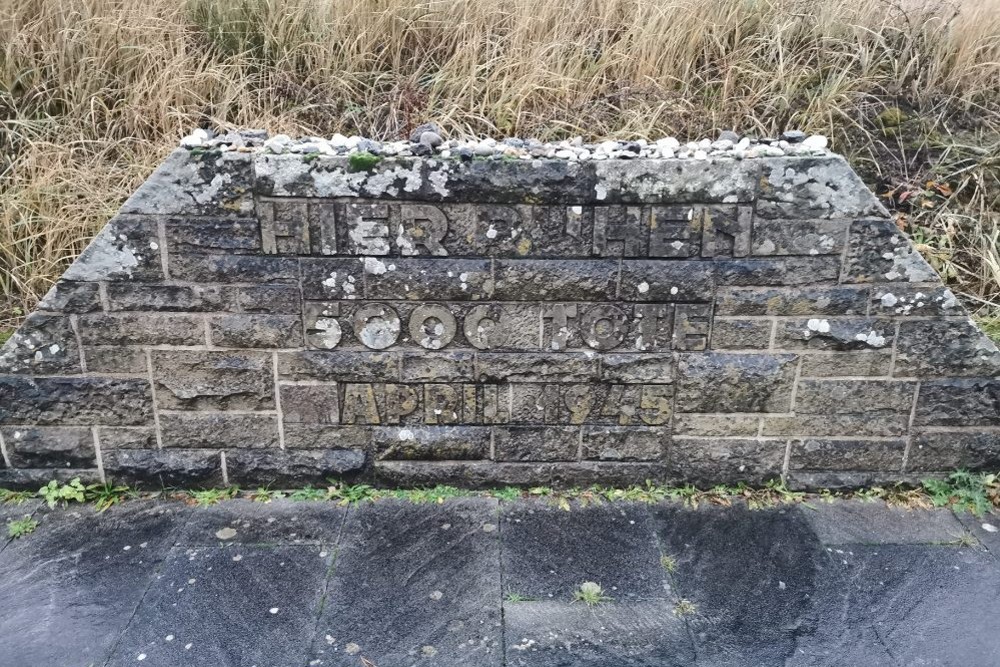 HIER RUHEN
5000 TOTE
APRIL 1945